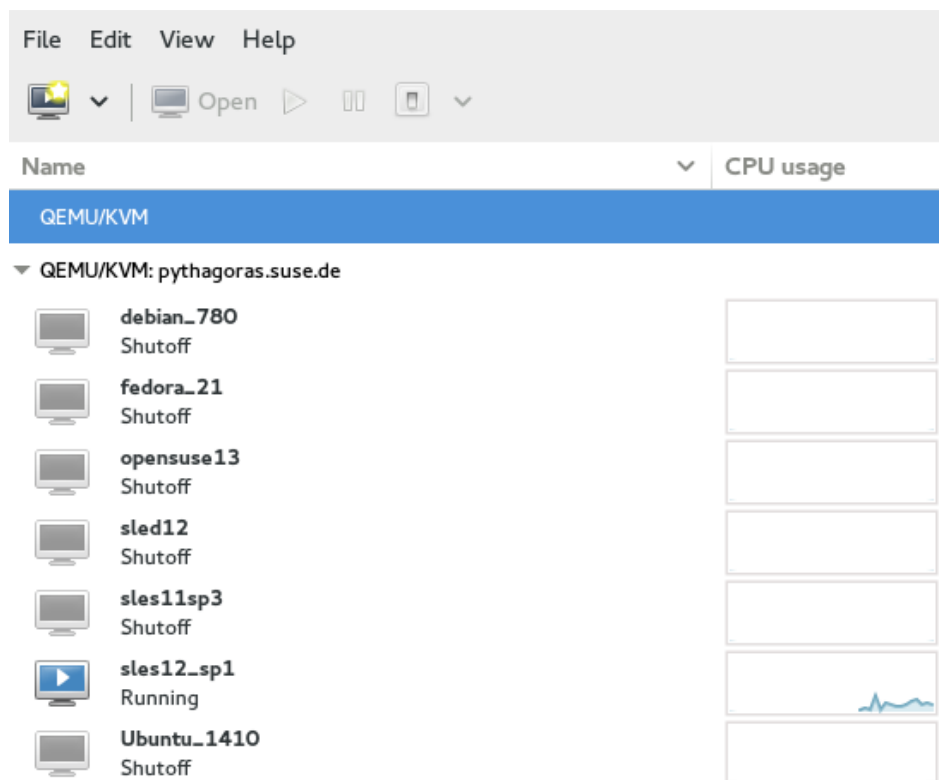 File Edit View Help
Open
Name CPU usage
QEMU/KVM
QEMU/KVM: pythagoras.suse.de
debian_780
Shutoff
fedora_21
Shutoff
opensuse13
Shutoff
sled12
Shutoff
sles11sp3
Shutoff
sles12_sp1
Running
Ubuntu_1410
Shutoff